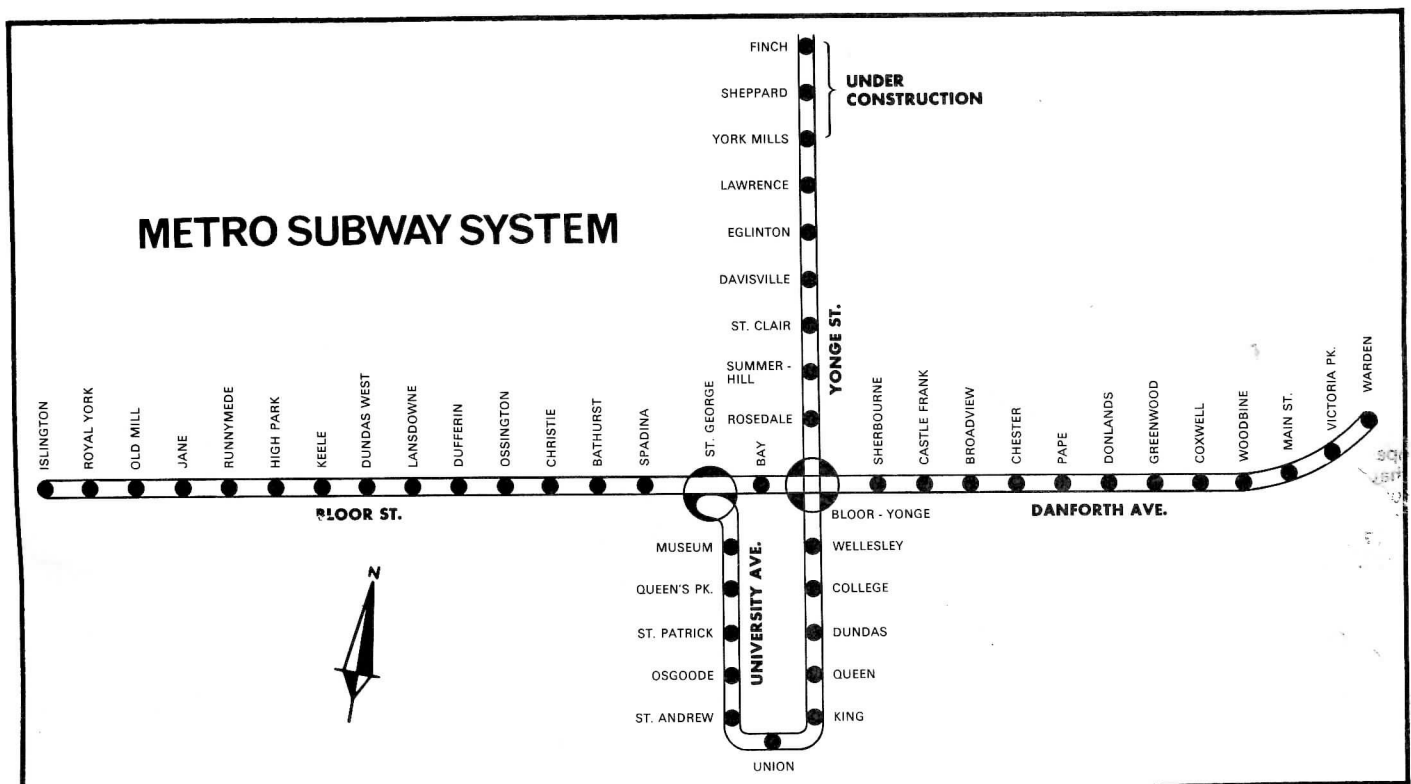 METRO SUBWAY SYSTEM
FINCH
SHEPPARD
YORK MILLS
UNDER
CONSTRUCTION
LAWRENCE
EGLINTON
DAVISVILLE
ST. CLAIR
SUMMER -
HILL
ROSEDALE
YONGE ST.
ISLINGTON
ROYAL YORK
OLD MILL
JANE
RUNNYMEDE
HIGH PARK
KEELE
DUNDAS WEST
LANSDOWNE
DUFFERIN
OSSINGTON
CHRISTIE
BATHURST
SPADINA
ST. GEORGE
BAY
SHERBOURNE
CASTLE FRANK
BROADVIEW
CHESTER
PAPE
DONLANDS
GREENWOOD
COXWELL
WOODBINE
MAIN ST.
VICTORIA PK.
WARDEN
BLOOR ST.
BLOOR - YONGE
DANFORTH AVE.
MUSEUM
QUEEN'S PK.
ST. PATRICK
OSGOODE
ST. ANDREW
UNIVERSITY AVE.
WELLESLEY
COLLEGE
DUNDAS
QUEEN
KING
UNION
N